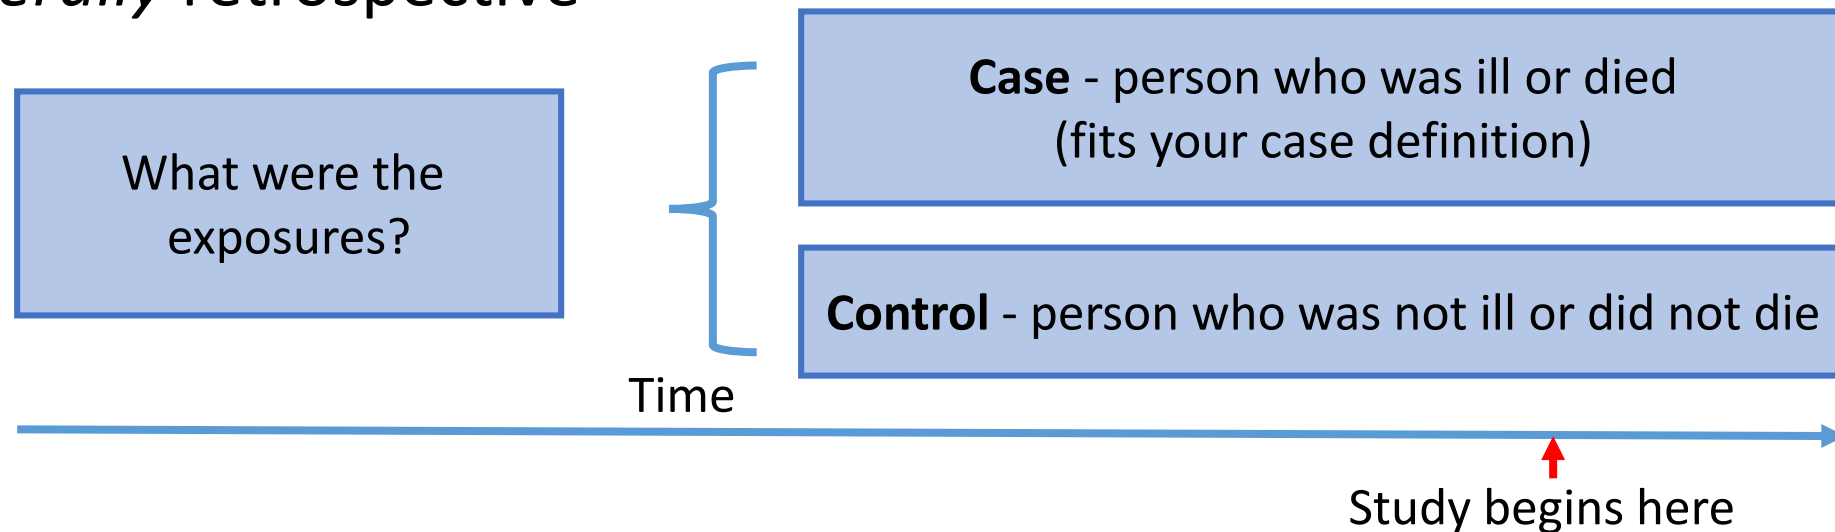 retrospective
Case - person who was ill or died
(fits your case definition)
What were the
exposures?
Control - person who was not ill or did not die
Time
Study begins here